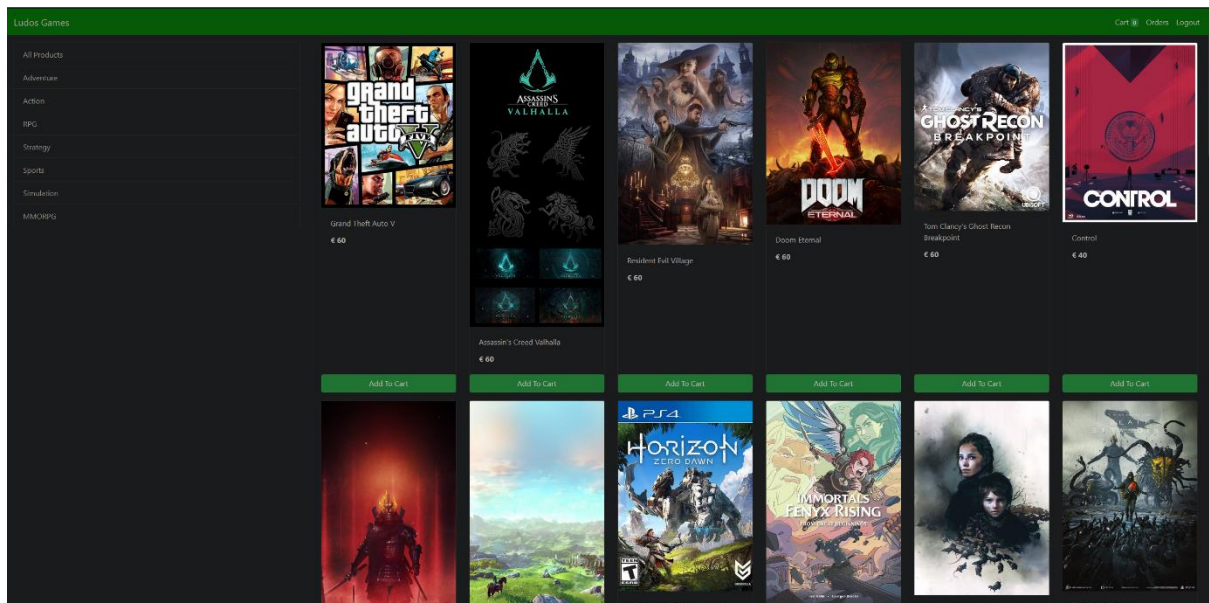 Ludos Games
Cart 0 Orders Logout
All Products
Adventure
Action
RPG
Strategy
Sports
Simulation
MMORPG
grand
theft
auto
FIVE
Grand Theft Auto V
€ 60
ASSASSIN'S
CREED
VALHALLA
Assassin's Creed Valhalla
€ 60
Resident Evil Village
€ 60
DOOM
ETERNAL
Doom Eternal
€ 60
TOM CLANCY'S
GHOST RECON
BREAKPOINT
UBISOFT
Tom Clancy's Ghost Recon
Breakpoint
€ 60
CONTROL
Control
€ 40
Add To Cart
Add To Cart
Add To Cart
Add To Cart
Add To Cart
Add To Cart
PS4
HORIZON
ZERO DAWN
TEEN
T
IMMORTALS
FENYX RISING